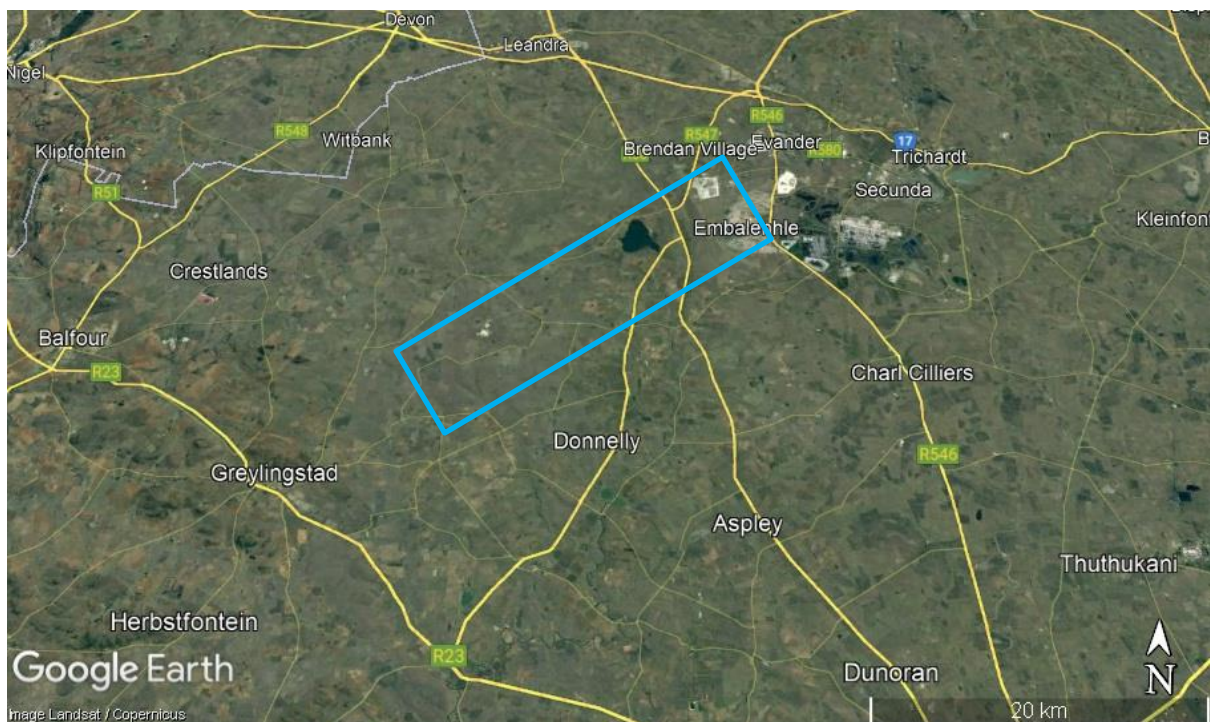 Devon
Leandra
Nigel
R548
Witbank
R547
R546
Klipfontein
Brendan Village
Evander
R580
17
Trichardt
R51
Secunda
Kleinfont
Embalenhle
Crestlands
Balfour
R23
Charl Cilliers
Donnelly
R546
Greylingstad
Aspley
Thuthukani
Herbstfontein
R23
Google Earth
Dunoran
N
Image Landsat / Copernicus
20 km